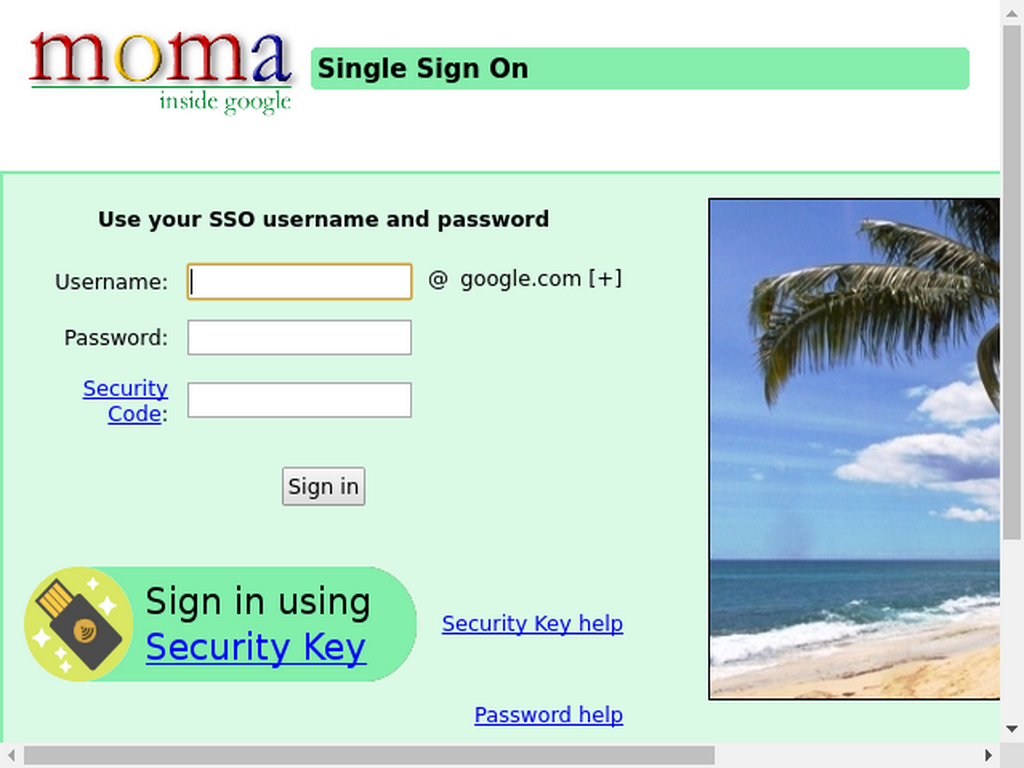 moma
inside google
Single Sign On
Use your SSO username and password
Username:
@ google.com [+]
Password:
Security
Code:
Sign in
Sign in using
Security Key
Security Key help
Password help